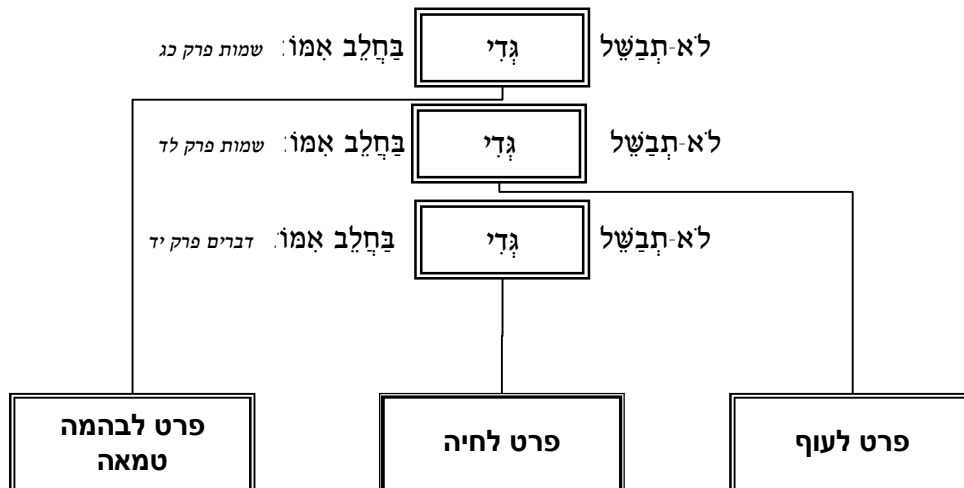 לֹא-תְבַשֵּׁל גְּדִי בַּחֲלֵב אִמּוֹ: שמות פרק כג
לֹא-תְבַשֵּׁל גְּדִי בַּחֲלֵב אִמּוֹ: שמות פרק לד
לֹא-תְבַשֵּׁל גְּדִי בַּחֲלֵב אִמּוֹ: דברים פרק יד
פרט לעוף
פרט לחיה
פרט לבהמה
טמאה